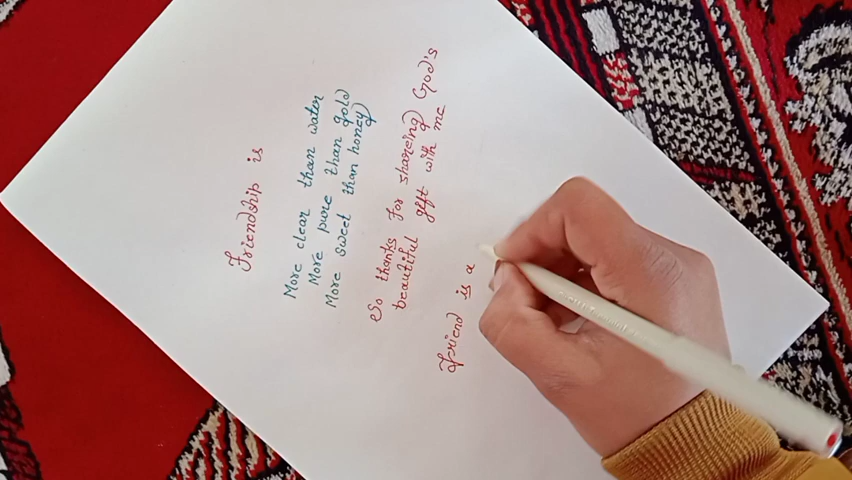 Friendship is
More clear than water
More pure than gold
More sweet than honey
So thanks for shareing God's
beautiful gift with me
Friend is a